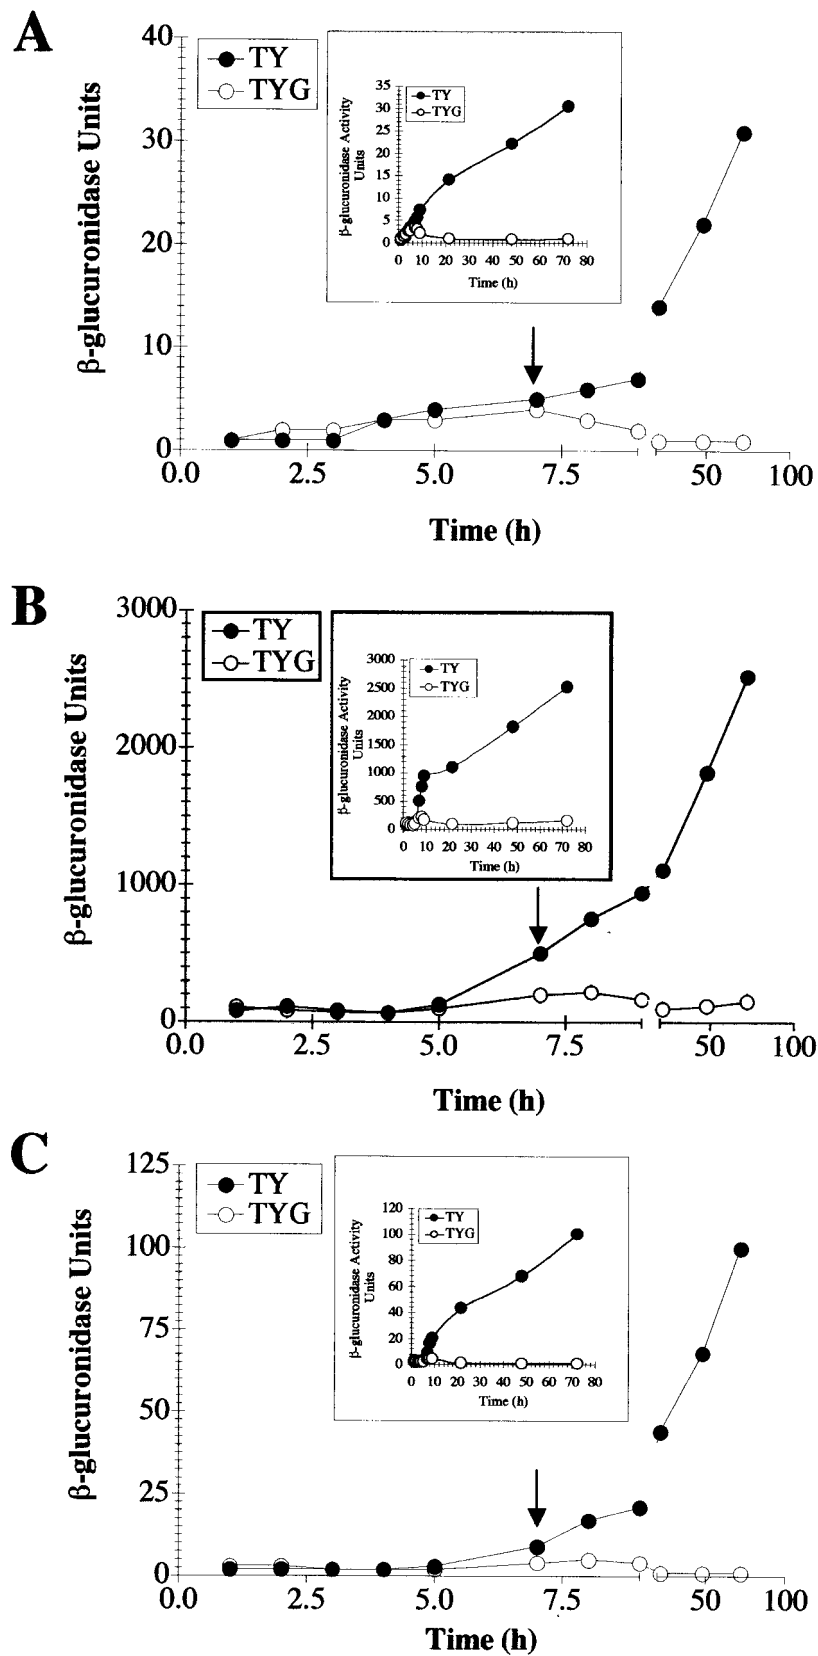 A
β-glucuronidase Units
40
30
20
10
0
TY
TYG
β-glucuronidase Activity
Units
35
30
25
20
15
10
5
0
TY
TYG
0 10 20 30 40 50 60 70 80
Time (h)
0.0 2.5 5.0 7.5 50 100
Time (h)
B
β-glucuronidase Units
3000
2000
1000
0
TY
TYG
β-glucuronidase Activity
Units
3000
2500
2000
1500
1000
500
0
TY
TYG
0 10 20 30 40 50 60 70 80
Time (h)
0.0 2.5 5.0 7.5 50 100
Time (h)
C
β-glucuronidase Units
125
100
75
50
25
0
TY
TYG
β-glucuronidase Activity
Units
120
100
80
60
40
20
0
TY
TYG
0 10 20 30 40 50 60 70 80
Time (h)
0.0 2.5 5.0 7.5 50 100
Time (h)